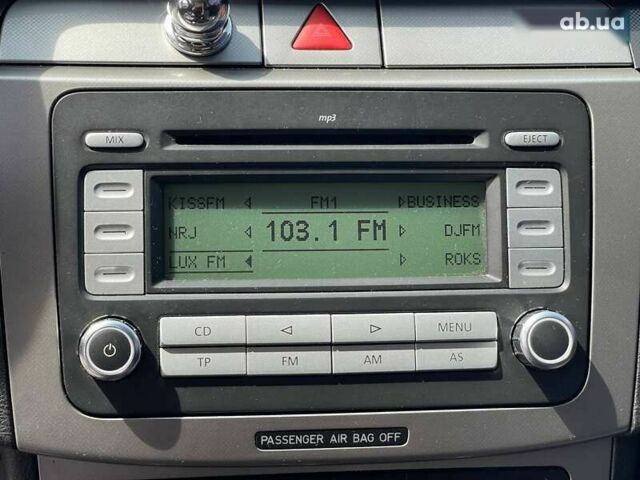 ab.ua
mp3
MIX
EJECT
KISSFM FM1 BUSINESS
NRJ 103.1 FM DJFM
LUX FM ROKS
CD MENU
TP FM AM AS
PASSENGER AIR BAG OFF